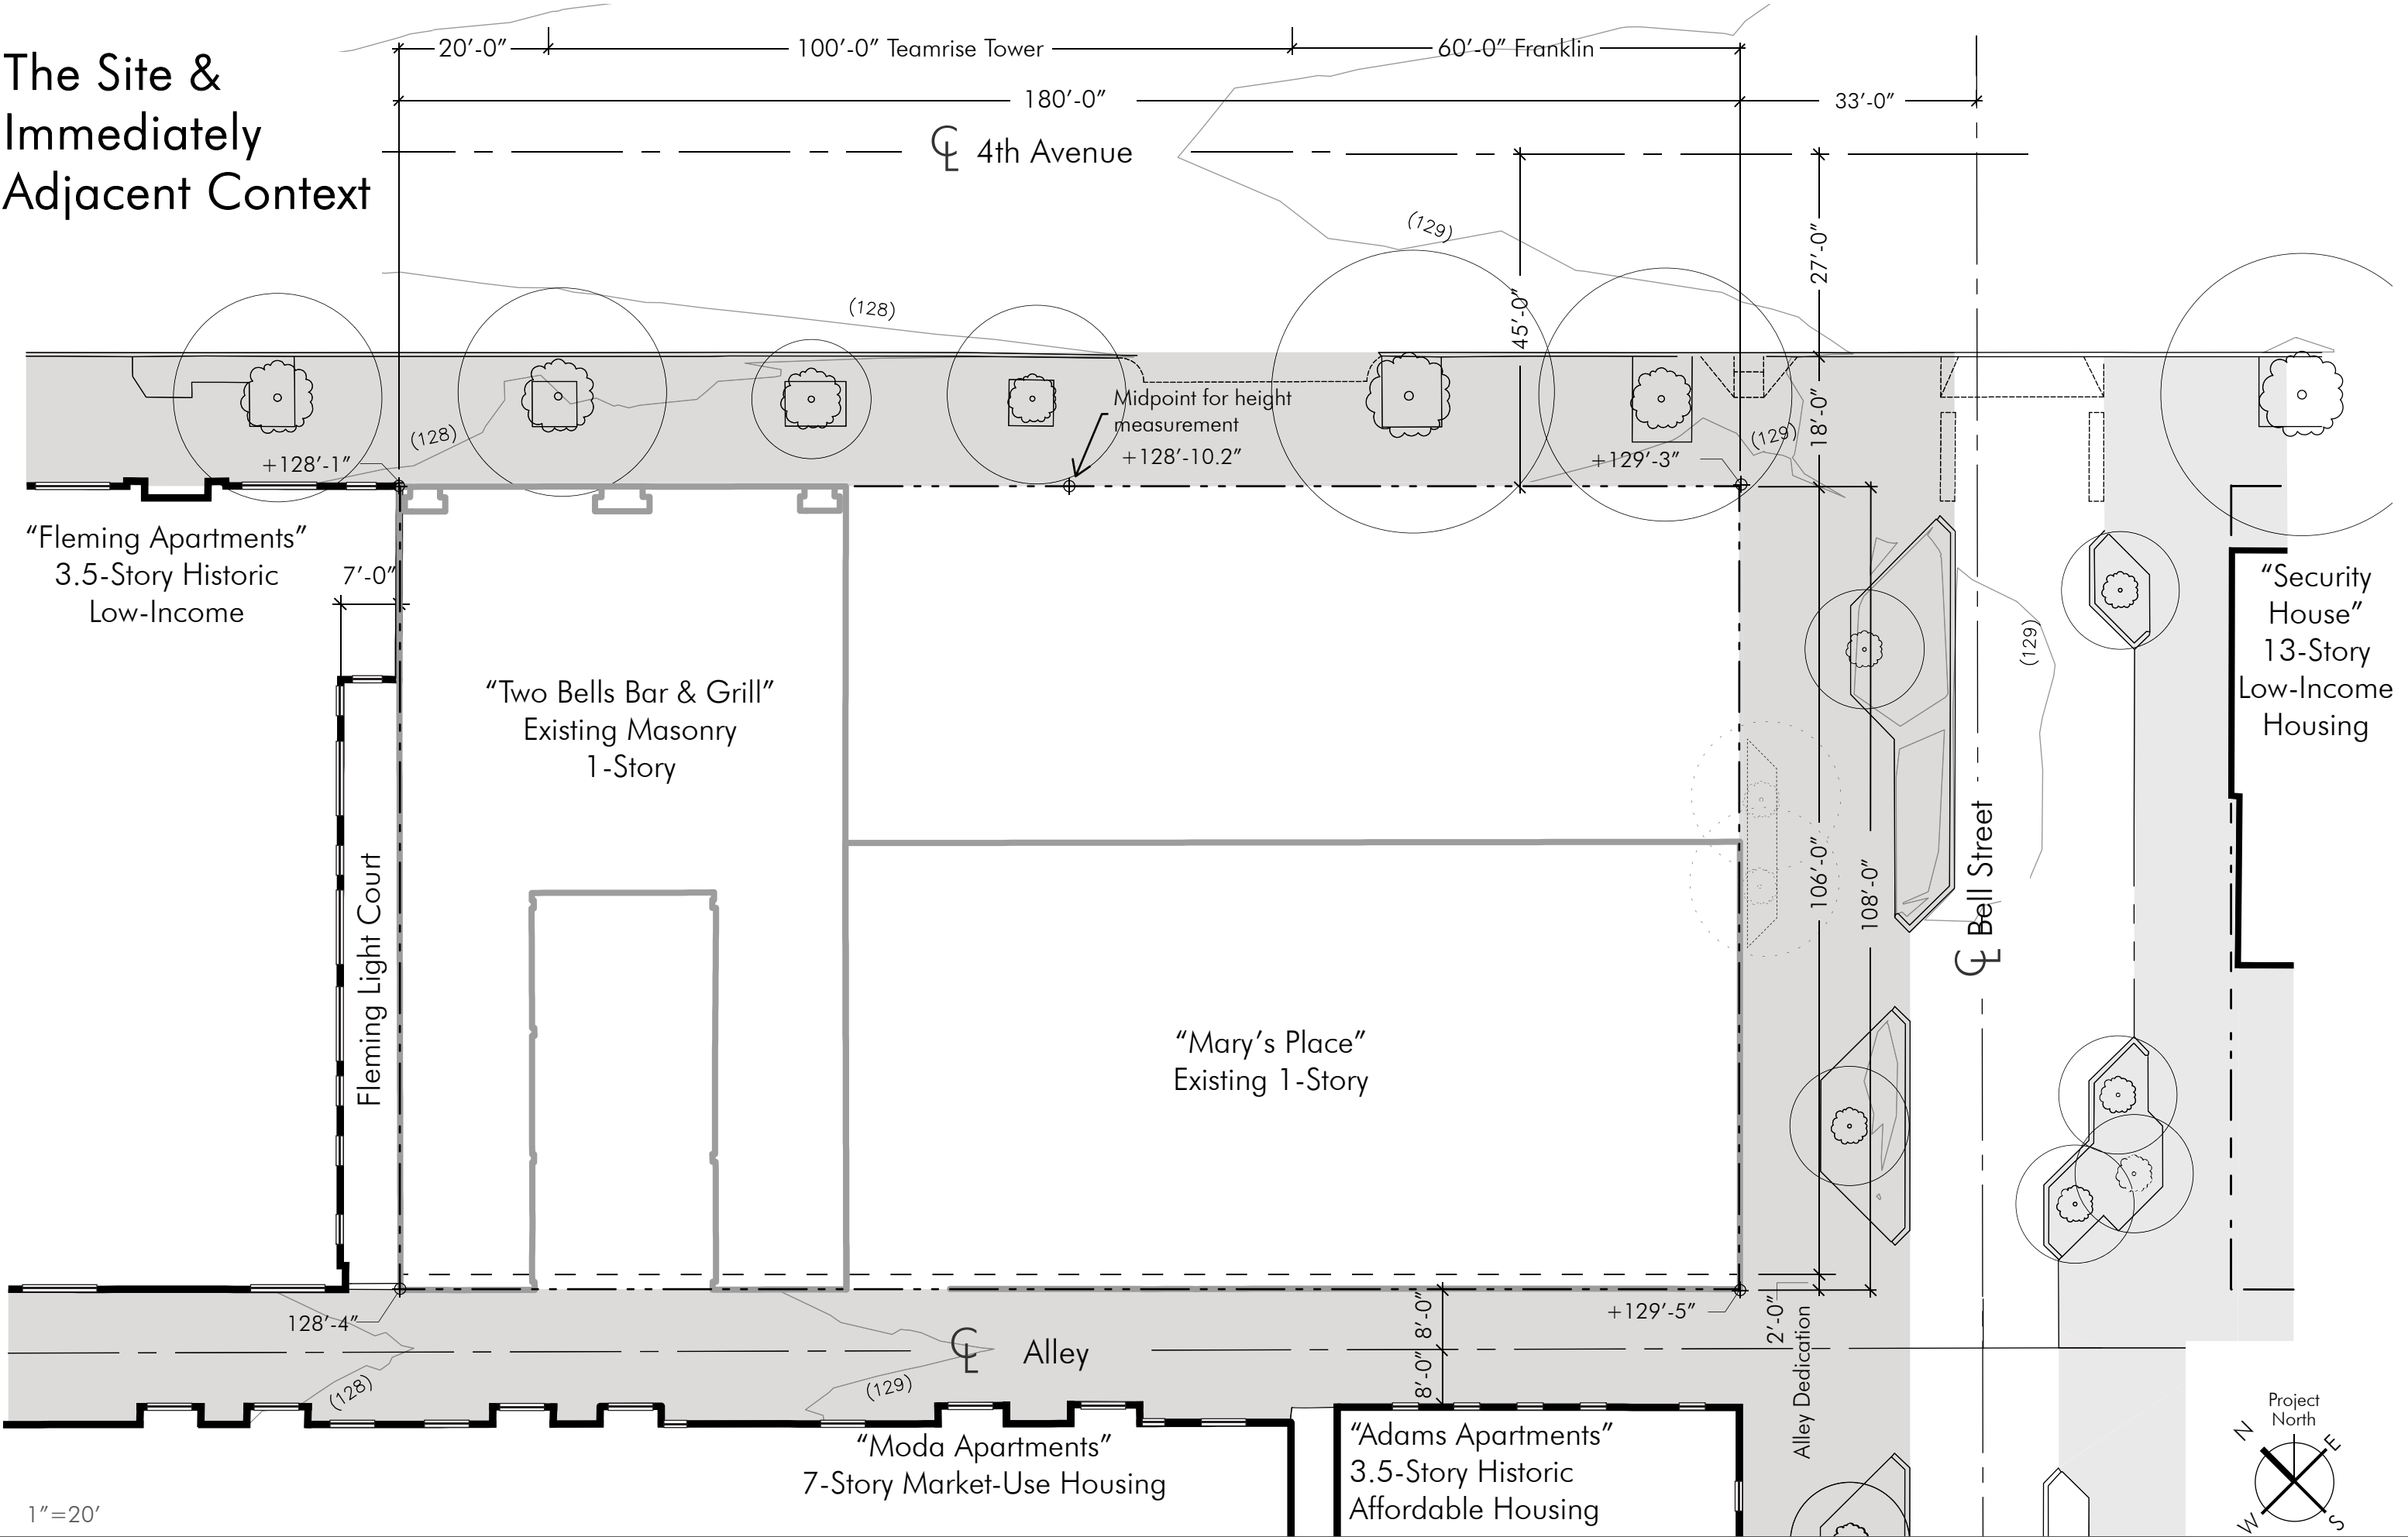 The Site &
Immediately
Adjacent Context
20’-0”
100’-0” Teamrise Tower
60’-0” Franklin
180’-0”
33’-0”
CL 4th Avenue
(129)
27’-0”
45’-0”
(128)
Midpoint for height
measurement
+128’-10.2”
(128)
+128’-1”
+129’-3”
(129)
18’-0”
“Fleming Apartments”
3.5-Story Historic
Low-Income
7’-0”
“Security
House”
13-Story
Low-Income
Housing
(129)
“Two Bells Bar & Grill”
Existing Masonry
1-Story
Fleming Light Court
106’-0”
108’-0”
CL Bell Street
“Mary’s Place”
Existing 1-Story
128’-4”
+129’-5”
8’-0”
8’-0”
2’-0”
Alley Dedication
CL Alley
(128)
(129)
“Moda Apartments”
7-Story Market-Use Housing
“Adams Apartments”
3.5-Story Historic
Affordable Housing
Project
North
N
E
W
S
1”=20’